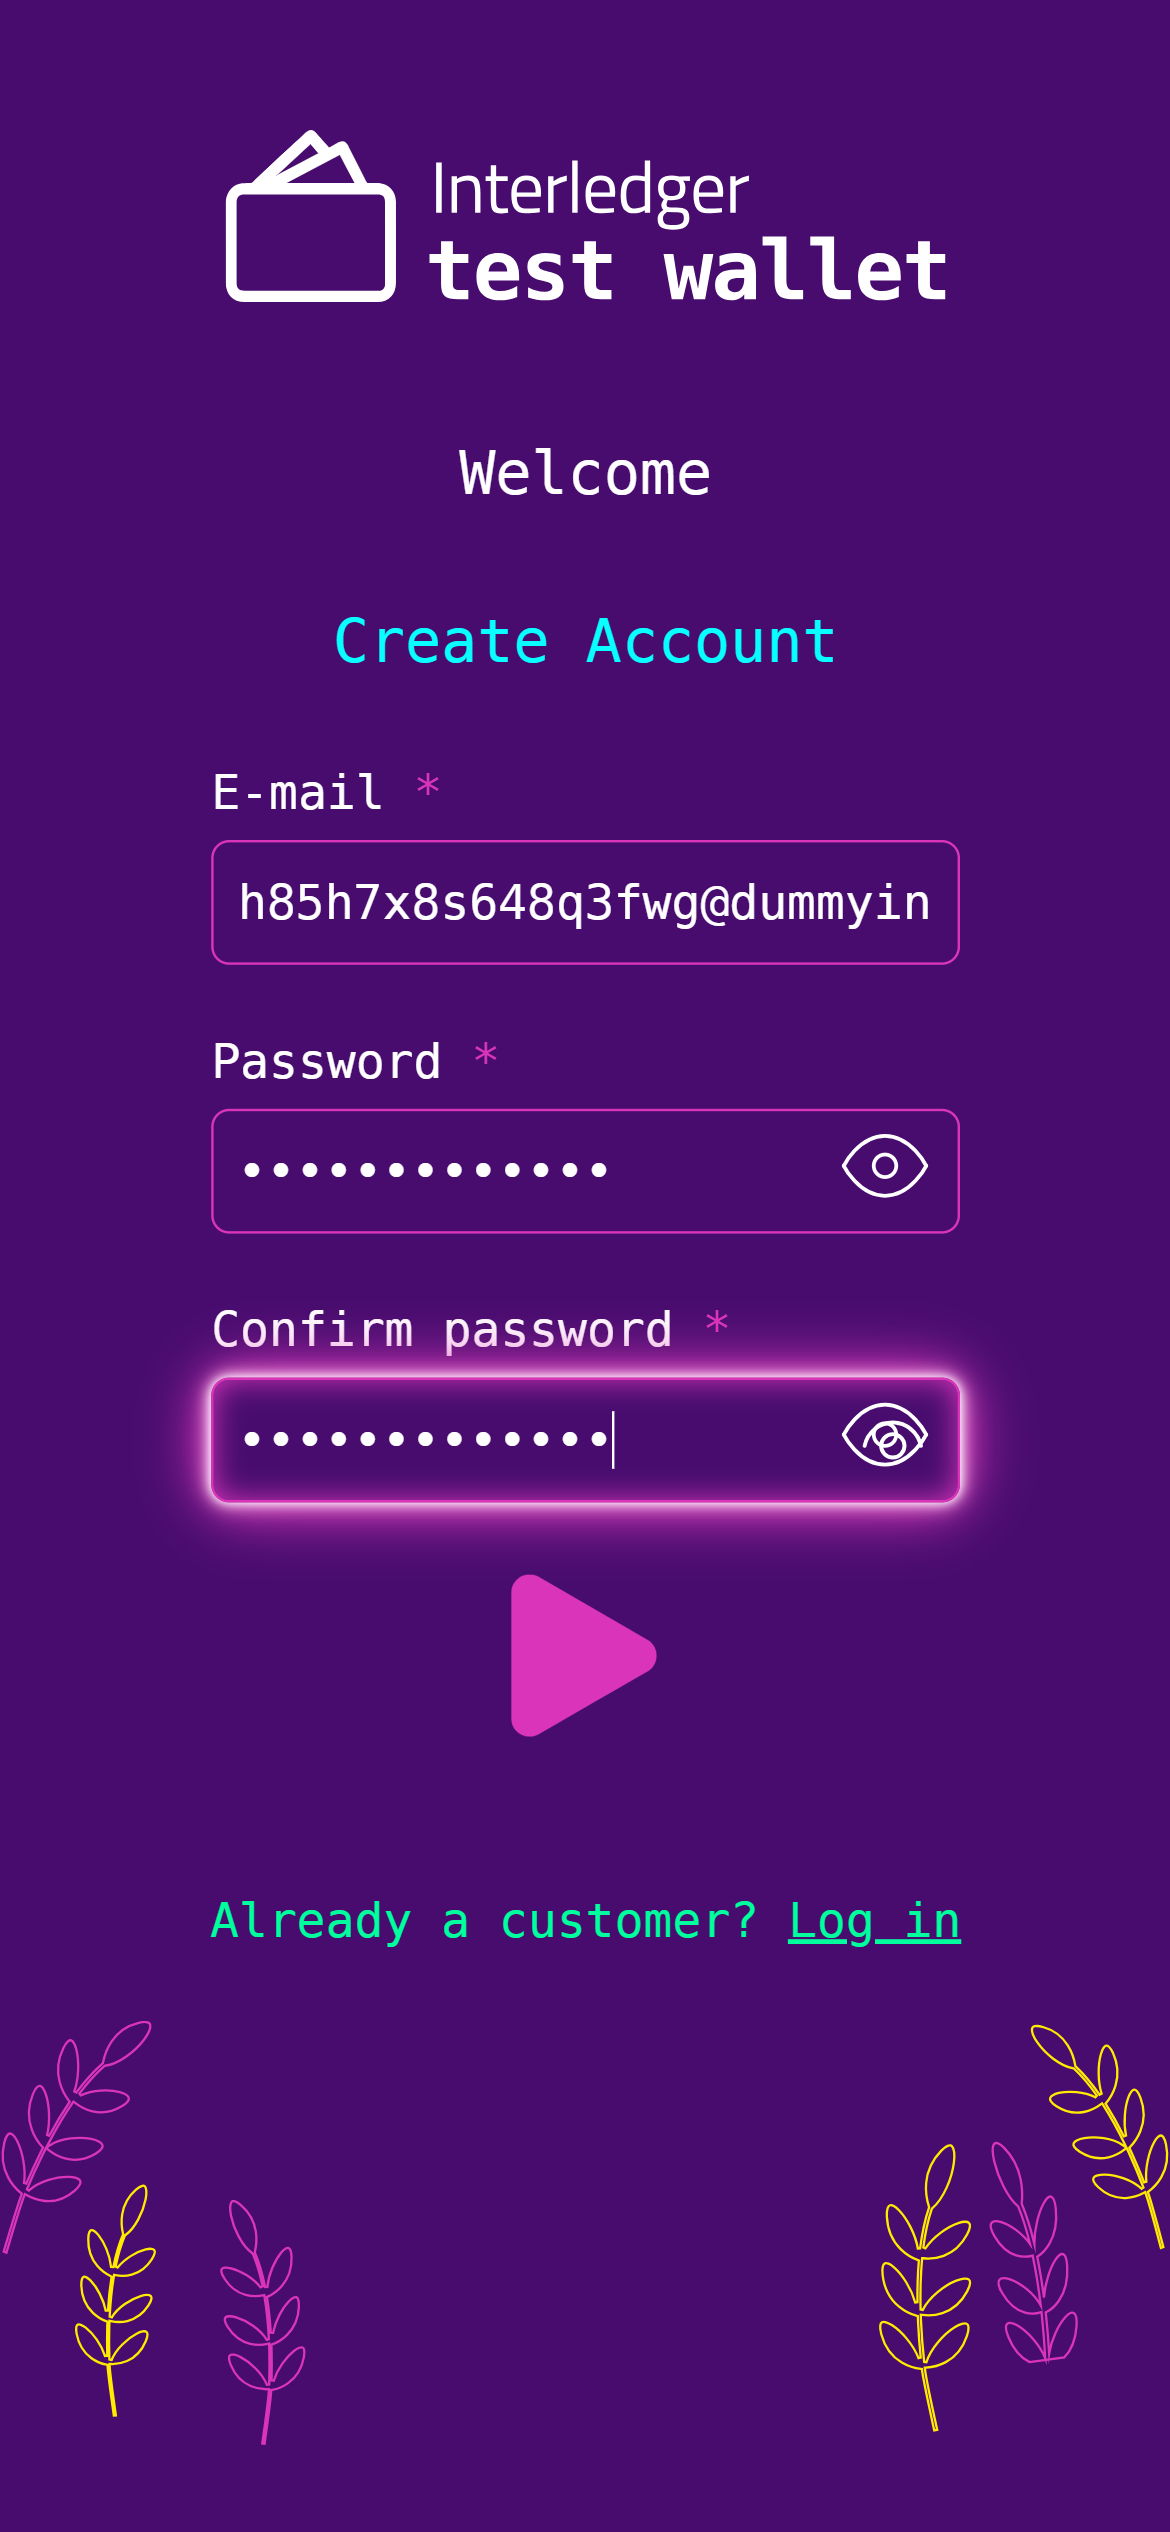 Interledger
test wallet
Welcome
Create Account
E-mail *
h85h7x8s648q3fwg@dummyin
Password *
•••••••••••••
Confirm password *
•••••••••••••
Already a customer? Log in